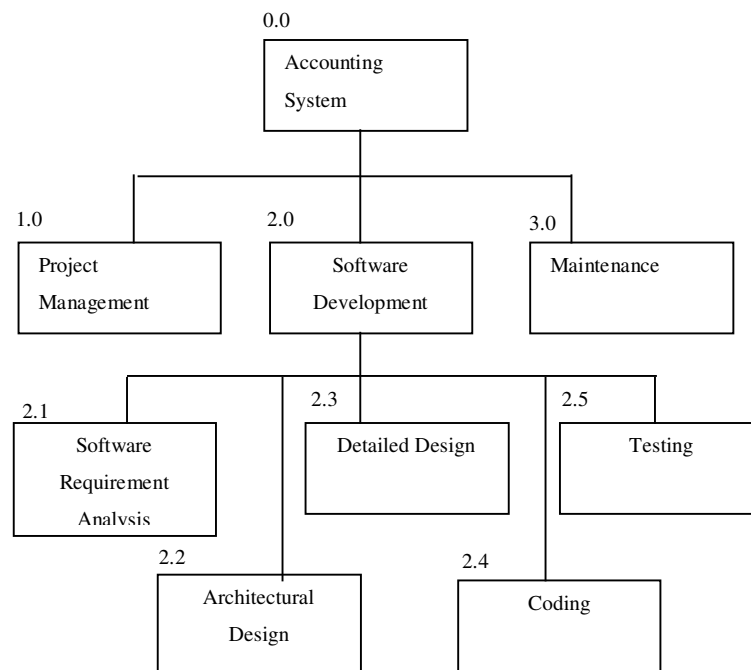 0.0
Accounting
System
1.0
Project
Management
2.0
Software
Development
3.0
Maintenance
2.1
Software
Requirement
Analysis
2.2
Architectural
Design
2.3
Detailed Design
2.4
Coding
2.5
Testing